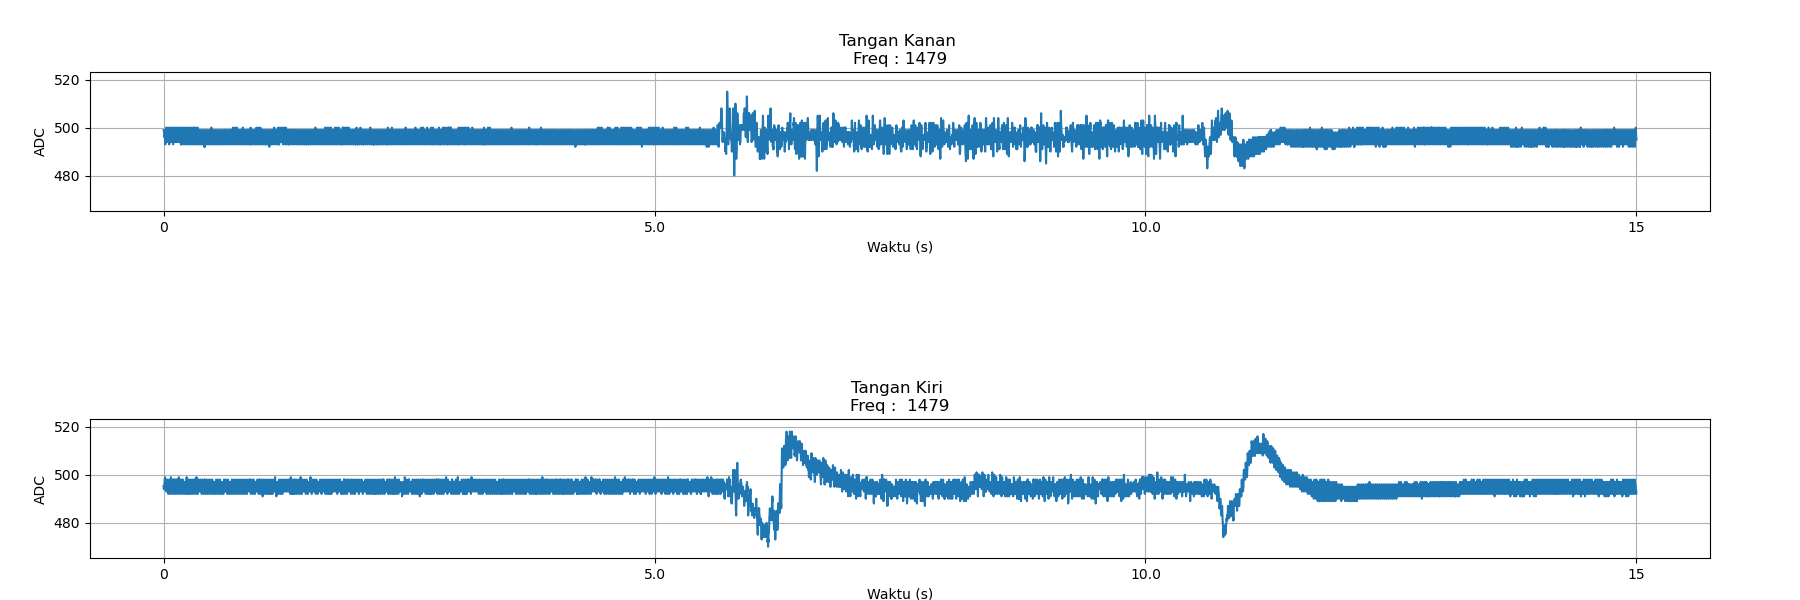 Tangan Kanan
Freq : 1479
520
500
480
ADC
0
5.0
10.0
15
Waktu (s)
Tangan Kiri
Freq :  1479
520
500
480
ADC
0
5.0
10.0
15
Waktu (s)